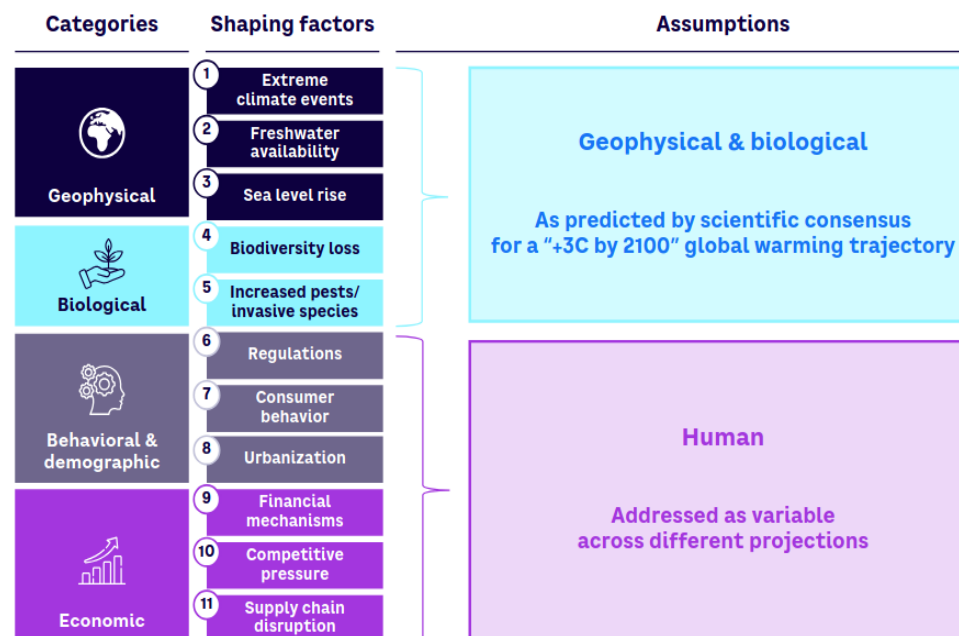 Categories
Shaping factors
Assumptions
Geophysical
1
Extreme
climate events
2
Freshwater
availability
3
Sea level rise
Biological
4
Biodiversity loss
5
Increased pests/
invasive species
Geophysical & biological
As predicted by scientific consensus
for a “+3C by 2100” global warming trajectory
Behavioral &
demographic
6
Regulations
7
Consumer
behavior
8
Urbanization
Economic
9
Financial
mechanisms
10
Competitive
pressure
11
Supply chain
disruption
Human
Addressed as variable
across different projections